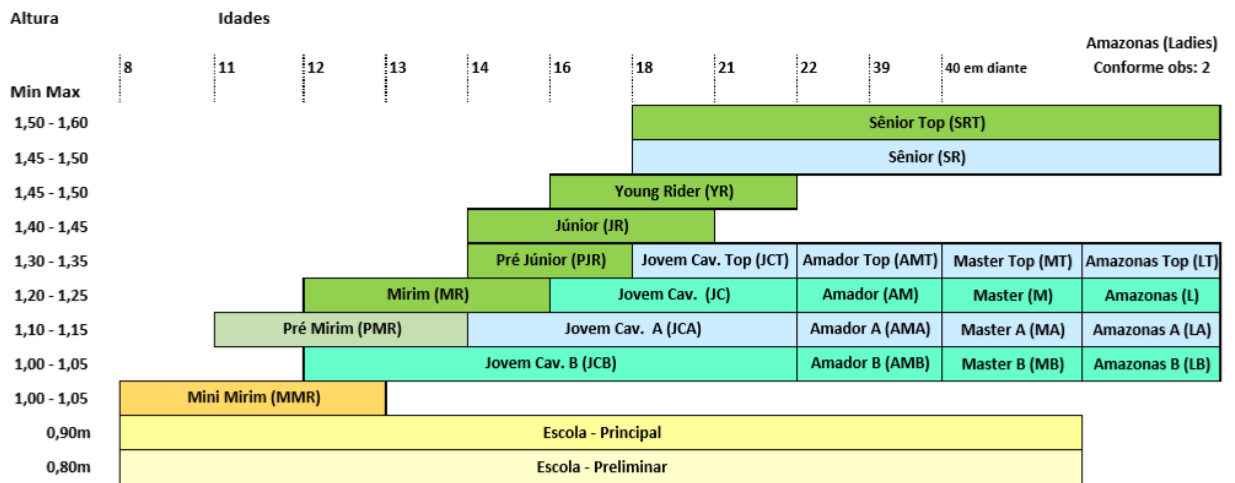 Altura Idades
Amazonas (Ladies)
8 11 12 13 14 16 18 21 22 39 40 em diante Conforme obs: 2
Min Max
1,50 - 1,60 Sênior Top (SRT)
1,45 - 1,50 Sênior (SR)
1,45 - 1,50 Young Rider (YR)
1,40 - 1,45 Júnior (JR)
1,30 - 1,35 Pré Júnior (PJR) Jovem Cav. Top (JCT) Amador Top (AMT) Master Top (MT) Amazonas Top (LT)
1,20 - 1,25 Mirim (MR) Jovem Cav. (JC) Amador (AM) Master (M) Amazonas (L)
1,10 - 1,15 Pré Mirim (PMR) Jovem Cav. A (JCA) Amador A (AMA) Master A (MA) Amazonas A (LA)
1,00 - 1,05 Jovem Cav. B (JCB) Amador B (AMB) Master B (MB) Amazonas B (LB)
1,00 - 1,05 Mini Mirim (MMR)
0,90m Escola - Principal
0,80m Escola - Preliminar